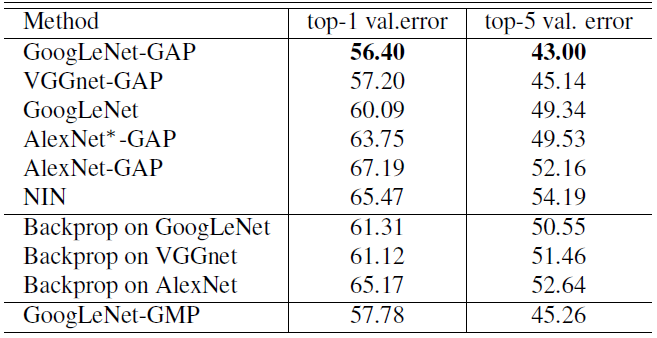 Method top-1 val.error top-5 val. error
GoogLeNet-GAP 56.40 43.00
VGGnet-GAP 57.20 45.14
GoogLeNet 60.09 49.34
AlexNet* -GAP 63.75 49.53
AlexNet-GAP 67.19 52.16
NIN 65.47 54.19
Backprop on GoogLeNet 61.31 50.55
Backprop on VGGnet 61.12 51.46
Backprop on AlexNet 65.17 52.64
GoogLeNet-GMP 57.78 45.26